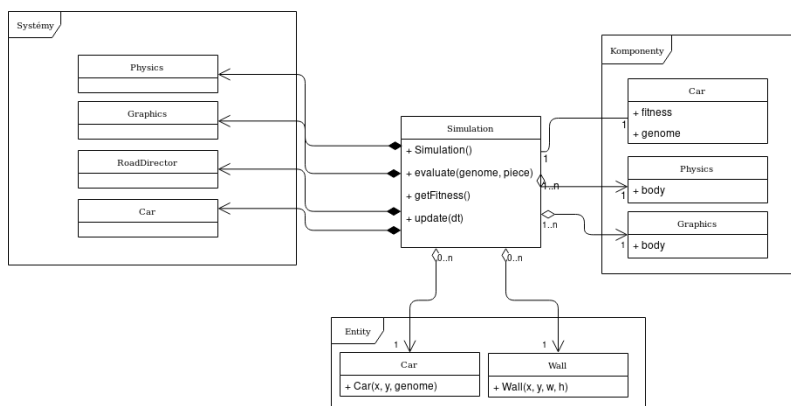 Systémy
Physics
Graphics
RoadDirector
Car
Simulation
+ Simulation()
+ evaluate(genome, piece)
+ getFitness()
+ update(dt)
Komponenty
Car
+ fitness
+ genome
1
1
Physics
+ body
1..n
1
Graphics
+ body
1..n
1
0..n
0..n
Entity
1
1
Car
+ Car(x, y, genome)
Wall
+ Wall(x, y, w, h)